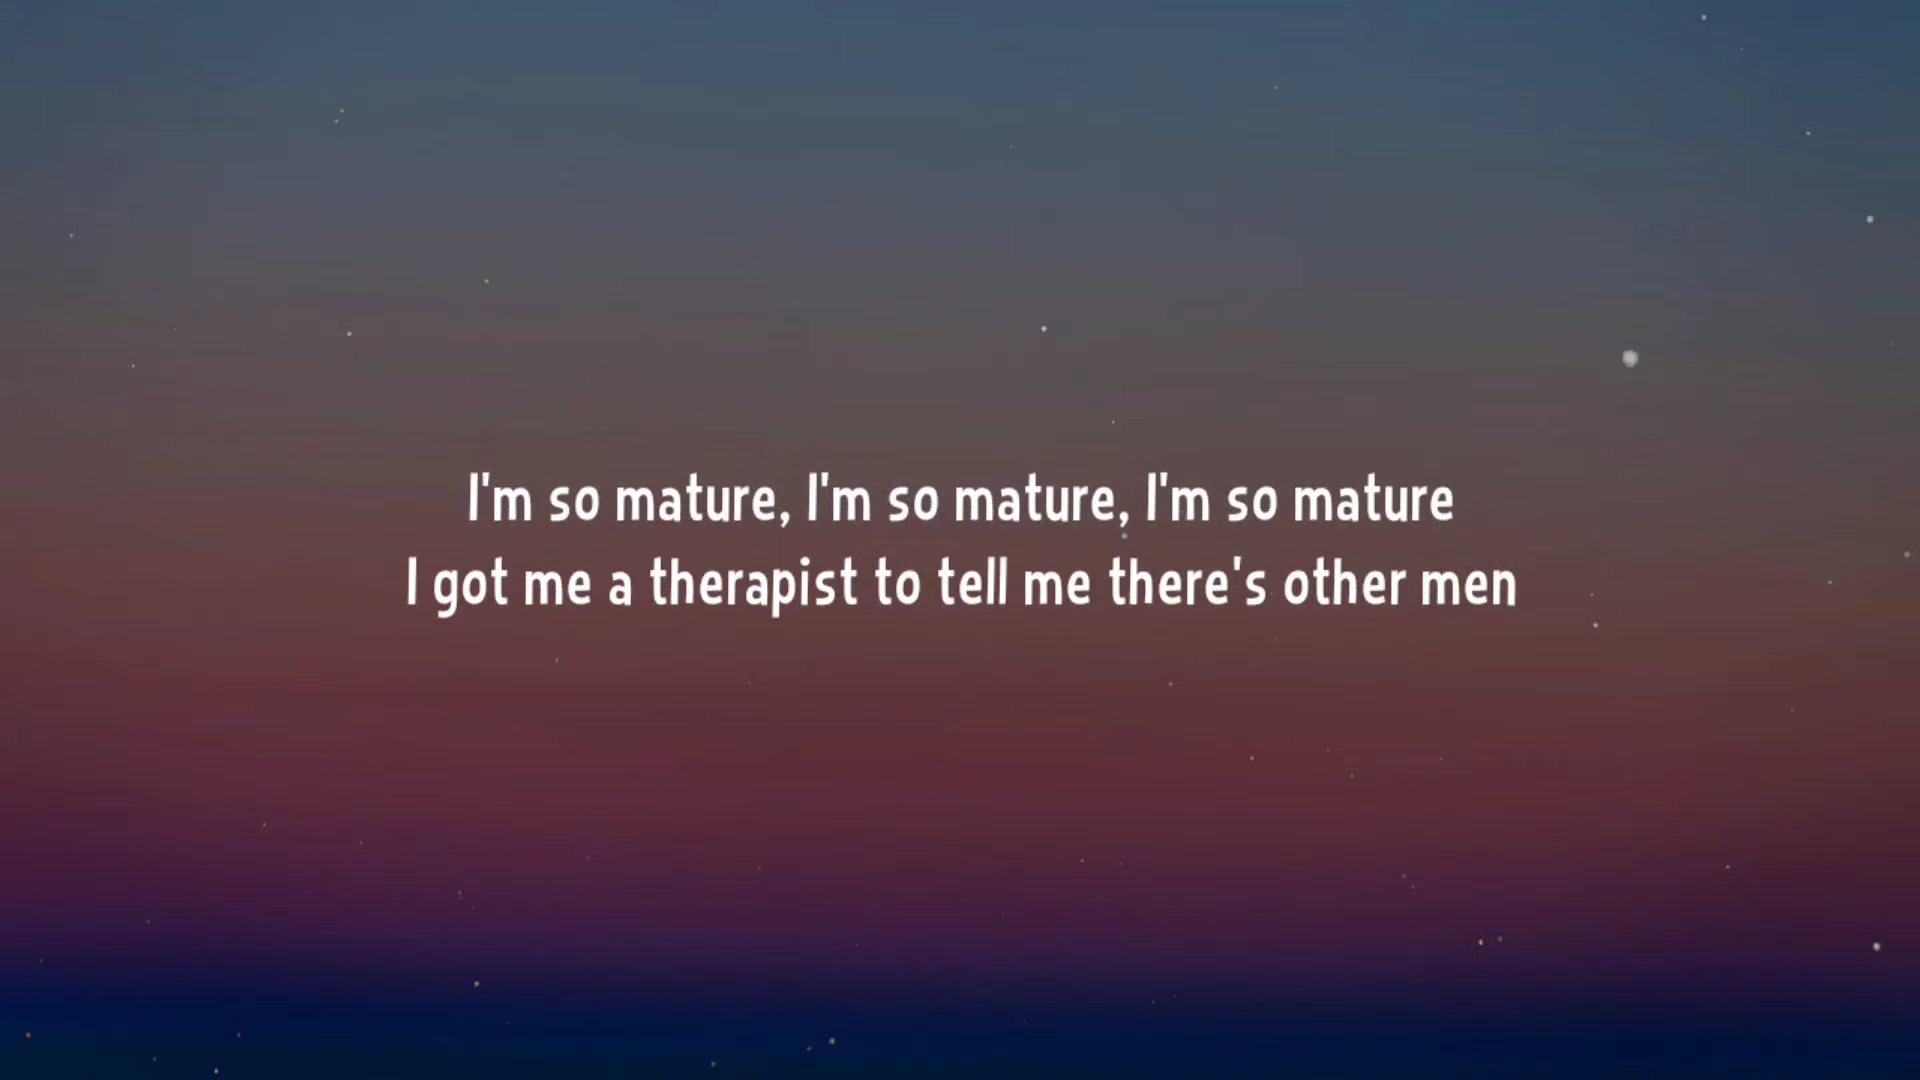 I'm so mature, I'm so mature, I'm so mature
I got me a therapist to tell me there's other men